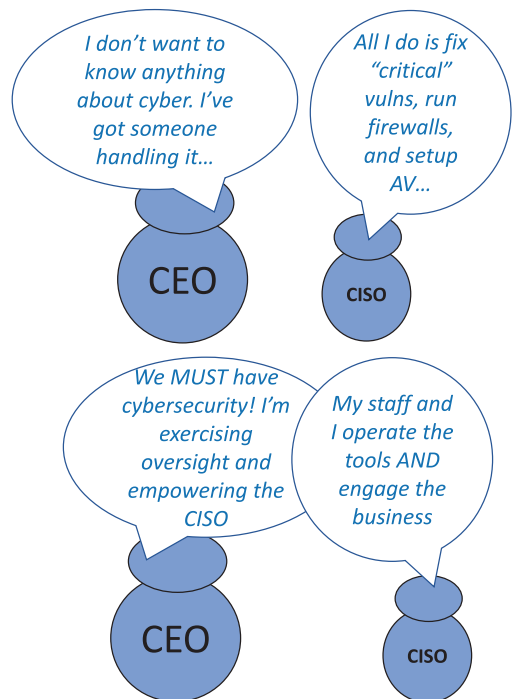 I don't want to
know anything
about cyber. I've
got someone
handling it…
All I do is fix
“critical”
vulns, run
firewalls,
and setup
AV…
CEO
CISO
We MUST have
cybersecurity! I'm
exercising
oversight and
empowering the
CISO
My staff and
I operate the
tools AND
engage the
business
CEO
CISO